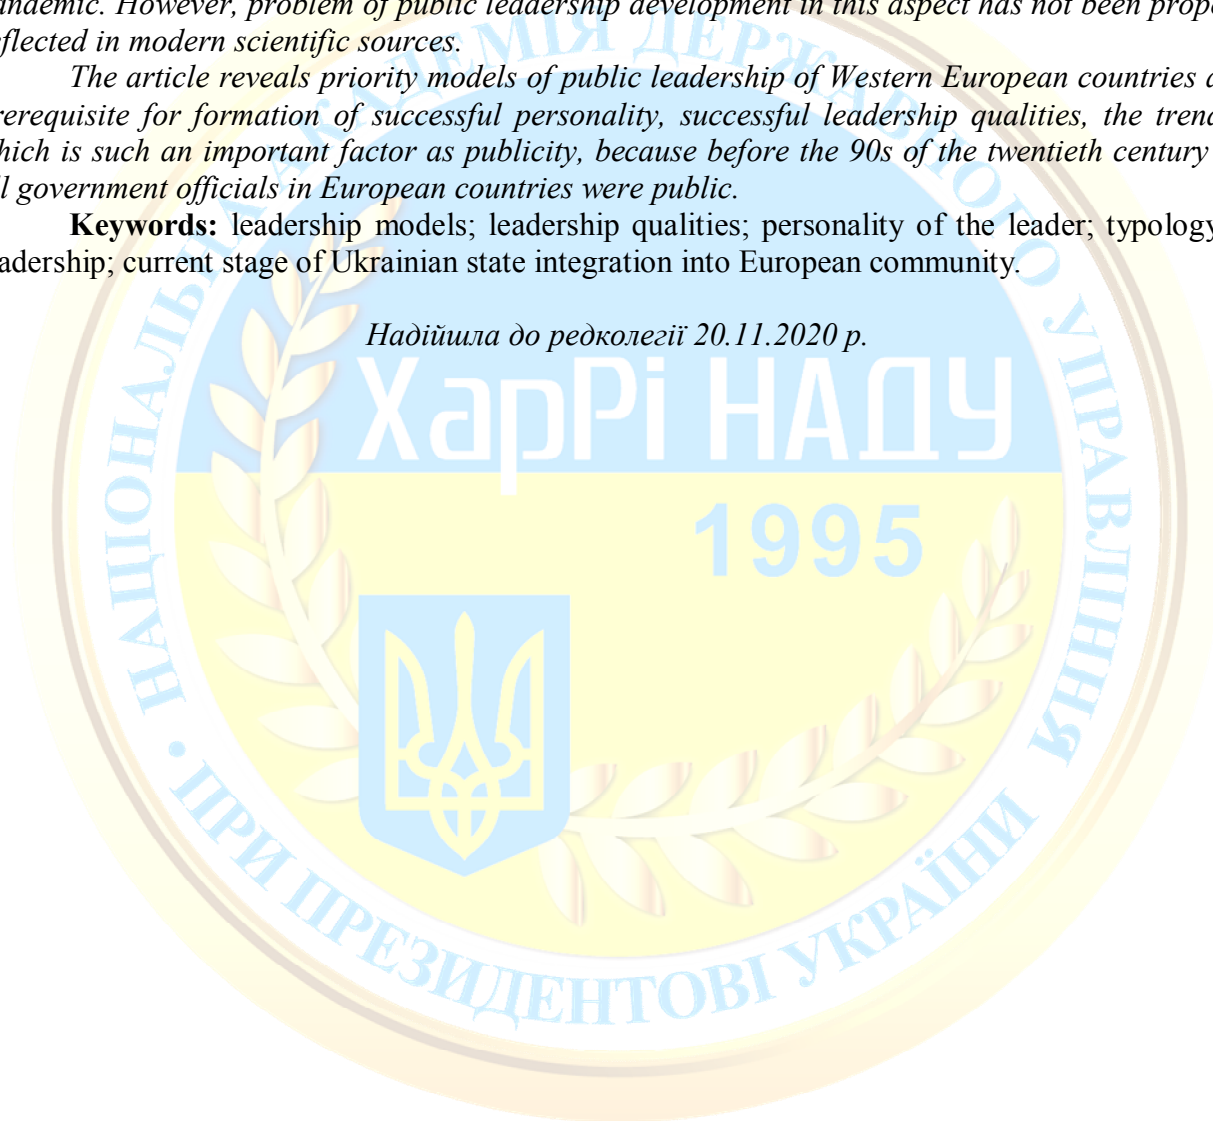 andemic. However, problem of public leadership development in this aspect has not been prope
eflected in modern scientific sources.
The article reveals priority models of public leadership of Western European countries a
rerequisite for formation of successful personality, successful leadership qualities, the trend
hich is such an important factor as publicity, because before the 90s of the twentieth century
ll government officials in European countries were public.
Keywords: leadership models; leadership qualities; personality of the leader; typology
eadership; current stage of Ukrainian state integration into European community.
Надійшла до редколегії 20.11.2020 р.
НАЦІОНАЛЬНА АКАДЕМІЯ ДЕРЖАВНОГО УПРАВЛІННЯ
ХарРі НАДУ
1995
• ПРИ ПРЕЗИДЕНТОВІ УКРАЇНИ